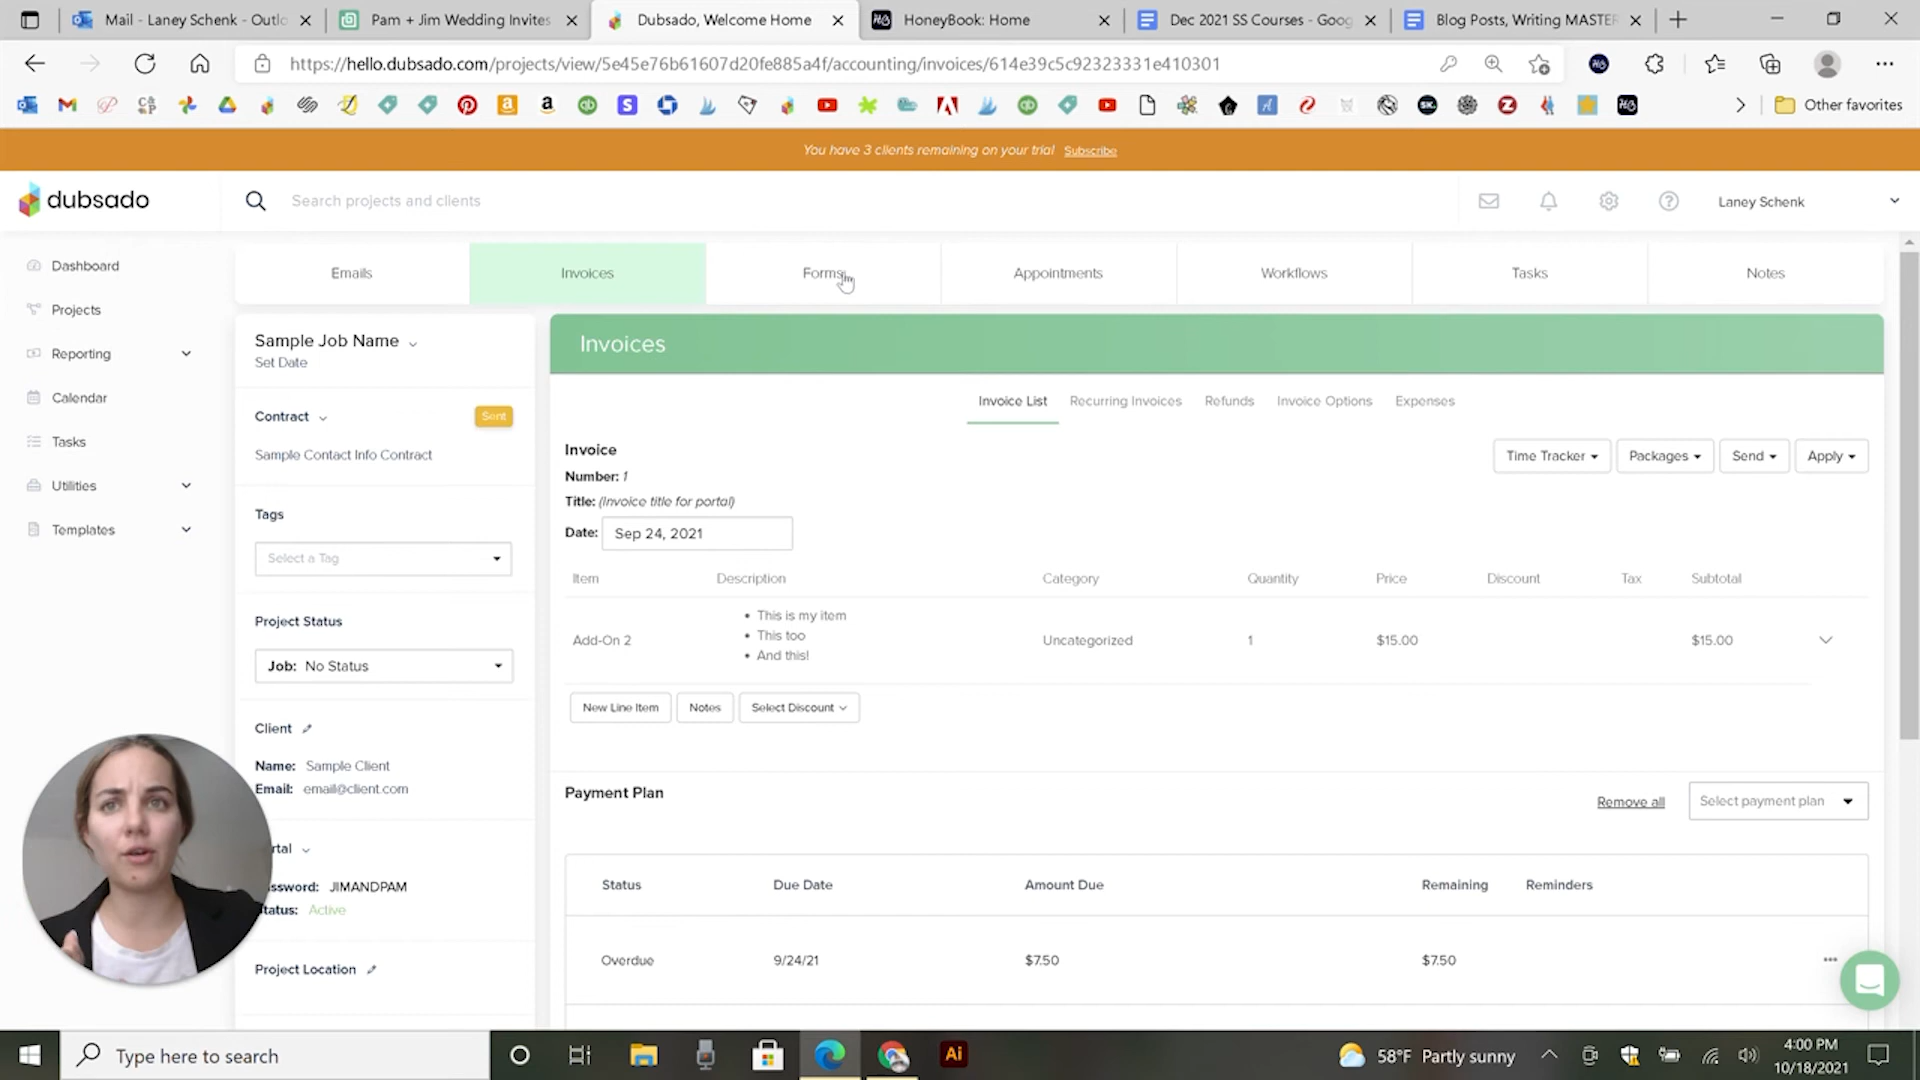 Mail - Laney Schenk - Outlo
Pam + Jim Wedding Invites
Dubsado, Welcome Home
HoneyBook: Home
Dec 2021 SS Courses - Goog
Blog Posts, Writing MASTER
https://hello.dubsado.com/projects/view/5e45e76b61607d20fe885a4f/accounting/invoices/614e39c5c92323331e410301
Other favorites
You have 3 clients remaining on your trial Subscribe
dubsado
Search projects and clients
Laney Schenk
Dashboard
Projects
Reporting
Calendar
Tasks
Utilities
Templates
Emails
Invoices
Forms
Appointments
Workflows
Tasks
Notes
Sample Job Name
Set Date
Contract
Sent
Sample Contact Info Contract
Tags
Select a Tag
Project Status
Job: No Status
Client
Name: Sample Client
Email: email@client.com
rtal
ssword: JIMANDPAM
tatus: Active
Project Location
Invoices
Invoice List
Recurring Invoices
Refunds
Invoice Options
Expenses
Invoice
Number: 1
Title: (Invoice title for portal)
Date: Sep 24, 2021
Time Tracker
Packages
Send
Apply
Item Description Category Quantity Price Discount Tax Subtotal
• This is my item
• This too
• And this!
Add-On 2 Uncategorized 1 $15.00 $15.00
New Line Item
Notes
Select Discount
Payment Plan
Remove all
Select payment plan
Status Due Date Amount Due Remaining Reminders
Overdue 9/24/21 $7.50 $7.50
Type here to search
Ai
58°F Partly sunny
4:00 PM
10/18/2021